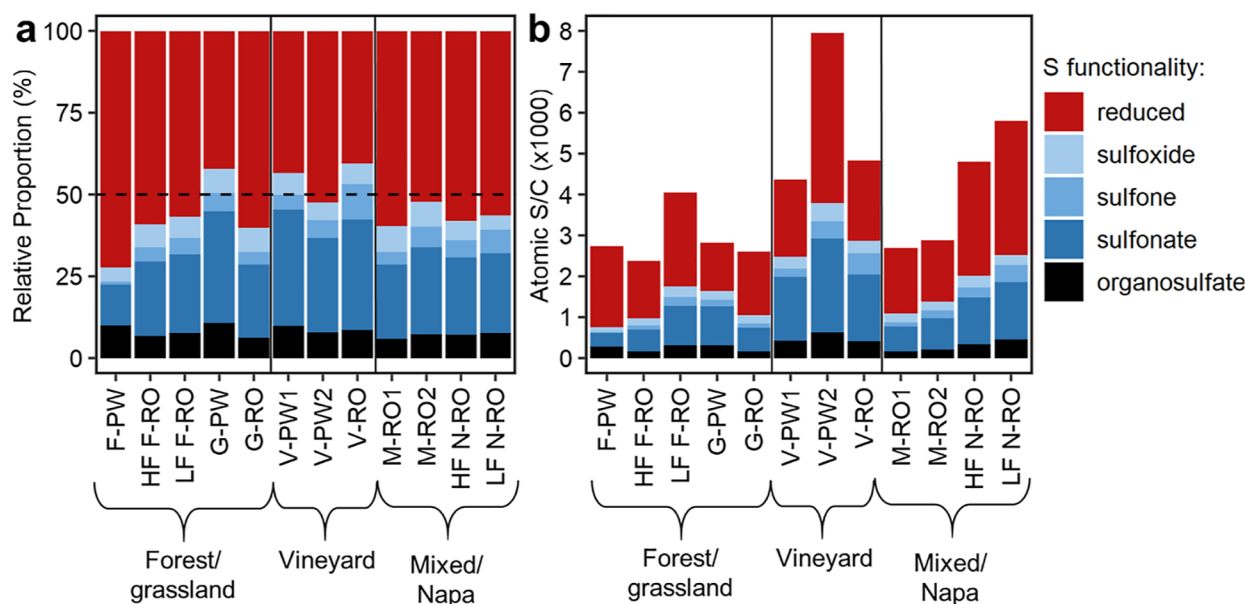 a
Relative Proportion (%)
100
75
50
25
0
F-PW
HF F-RO
LF F-RO
G-PW
G-RO
V-PW1
V-PW2
V-RO
M-RO1
M-RO2
HF N-RO
LF N-RO
Forest/
grassland
Vineyard
Mixed/
Napa
b
Atomic S/C (x1000)
8
7
6
5
4
3
2
1
0
F-PW
HF F-RO
LF F-RO
G-PW
G-RO
V-PW1
V-PW2
V-RO
M-RO1
M-RO2
HF N-RO
LF N-RO
Forest/
grassland
Vineyard
Mixed/
Napa
S functionality:
reduced
sulfoxide
sulfone
sulfonate
organosulfate